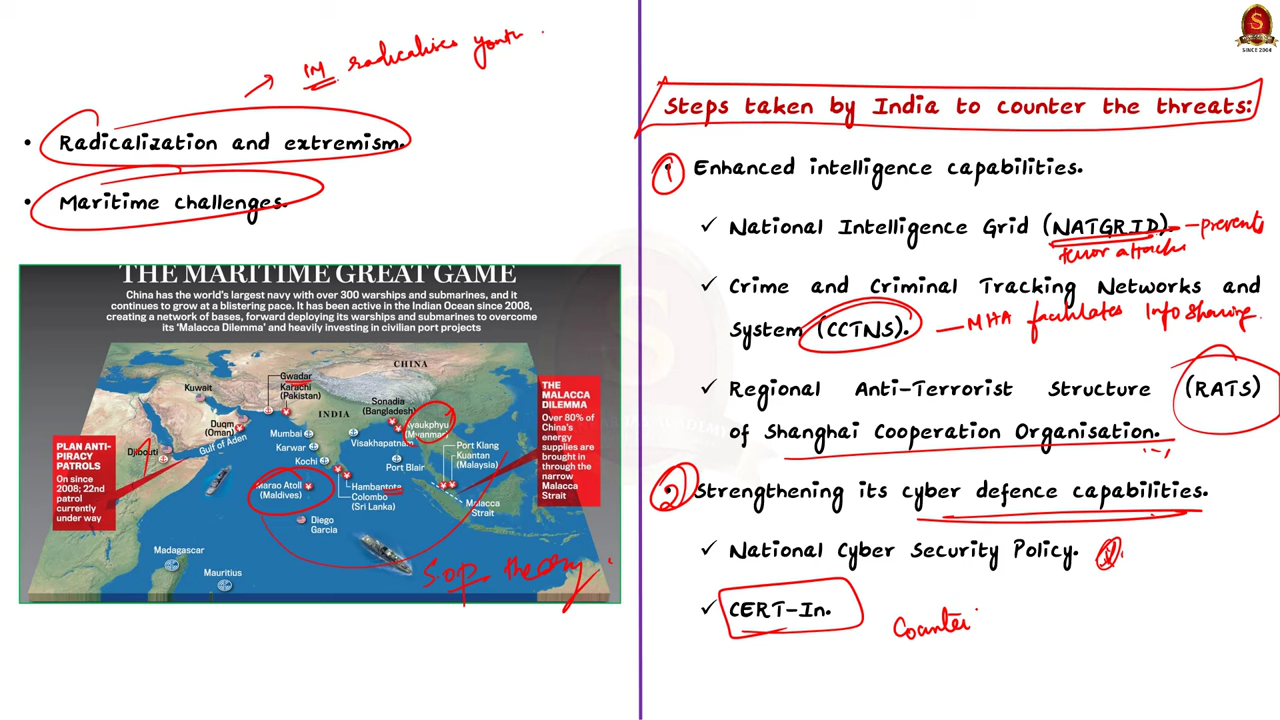 IM radicalises youth.
• Radicalization and extremism.
• Maritime challenges.
THE MARITIME GREAT GAME
China has the world's largest navy with over 300 warships and submarines, and it
continues to grow at a blistering pace. It has been active in the Indian Ocean since 2008,
creating a network of bases, forward deploying its warships and submarines to overcome
its 'Malacca Dilemma' and heavily investing in civilian port projects
CHINA
Gwadar
Karachi
(Pakistan)
Kuwait
INDIA
Sonadia
(Bangladesh)
yaukphyu
(Myanmar)
Duqm
(Oman)
Gulf of Aden
Djibouti
Mumbai
Karwar
Kochi
Visakhapatnam
Port Blair
Port Klang
Kuantan
(Malaysia)
Marao Atoll
(Maldives)
Hambantota
Colombo
(Sri Lanka)
Malacca
Strait
Diego
Garcia
Madagascar
Mauritius
PLAN ANTI-
PIRACY
PATROLS
On since
2008; 22nd
patrol
currently
under way
THE
MALACCA
DILEMMA
Over 80% of
China's
energy
supplies are
brought in
through the
narrow
Malacca
Strait
S.O.P theory.
S
SINCE 2004
Steps taken by India to counter the threats:
1 Enhanced intelligence capabilities.
✓ National Intelligence Grid (NATGRID). – prevents
terror attacks
✓ Crime and Criminal Tracking Networks and
system (CCTNS). – MHA facilitates Info Sharing.
✓ Regional Anti-Terrorist Structure (RATS)
of Shanghai Cooperation Organisation.
2 Strengthening its cyber defence capabilities.
✓ National Cyber Security Policy.
✓ CERT-In.
Counter